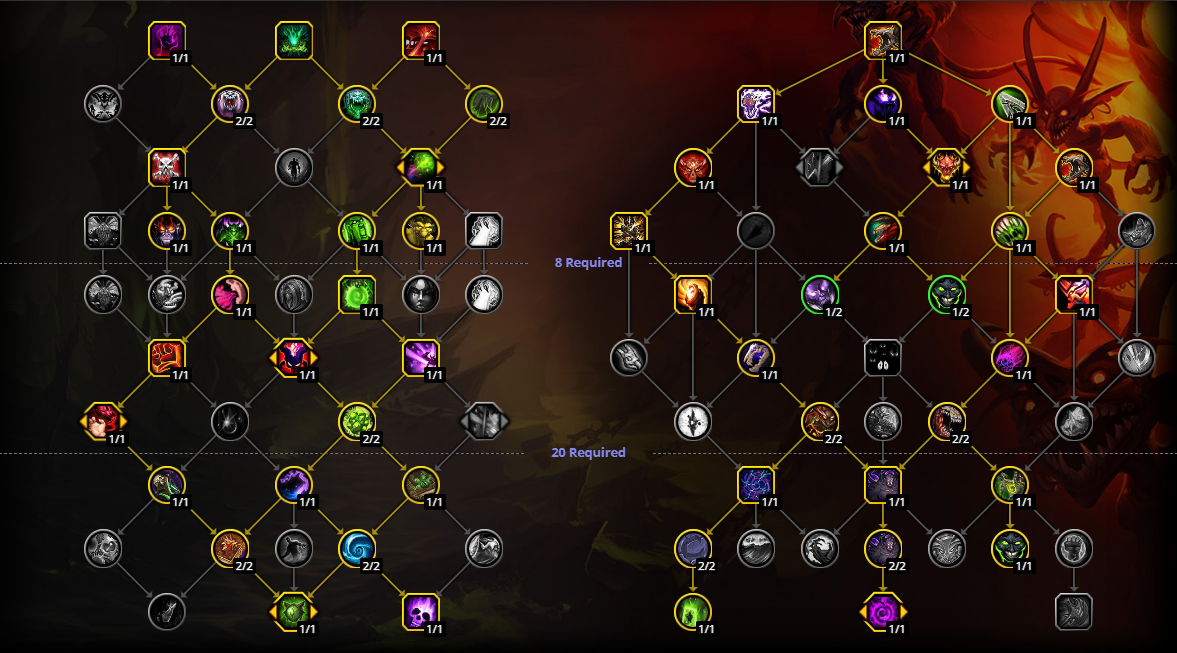 1/1 1/1 1/1
2/2 2/2 2/2 1/1 1/1 1/1
1/1 1/1 1/1 1/1 1/1
1/1 1/1 1/1 1/1 1/1 1/1 1/1
8 Required
1/1 1/1 1/1 1/2 1/2 1/1
1/1 1/1 1/1 1/1 1/1
1/1 2/2 2/2 2/2
20 Required
1/1 1/1 1/1 1/1 1/1 1/1
2/2 2/2 2/2 2/2 1/1
1/1 1/1 1/1 1/1